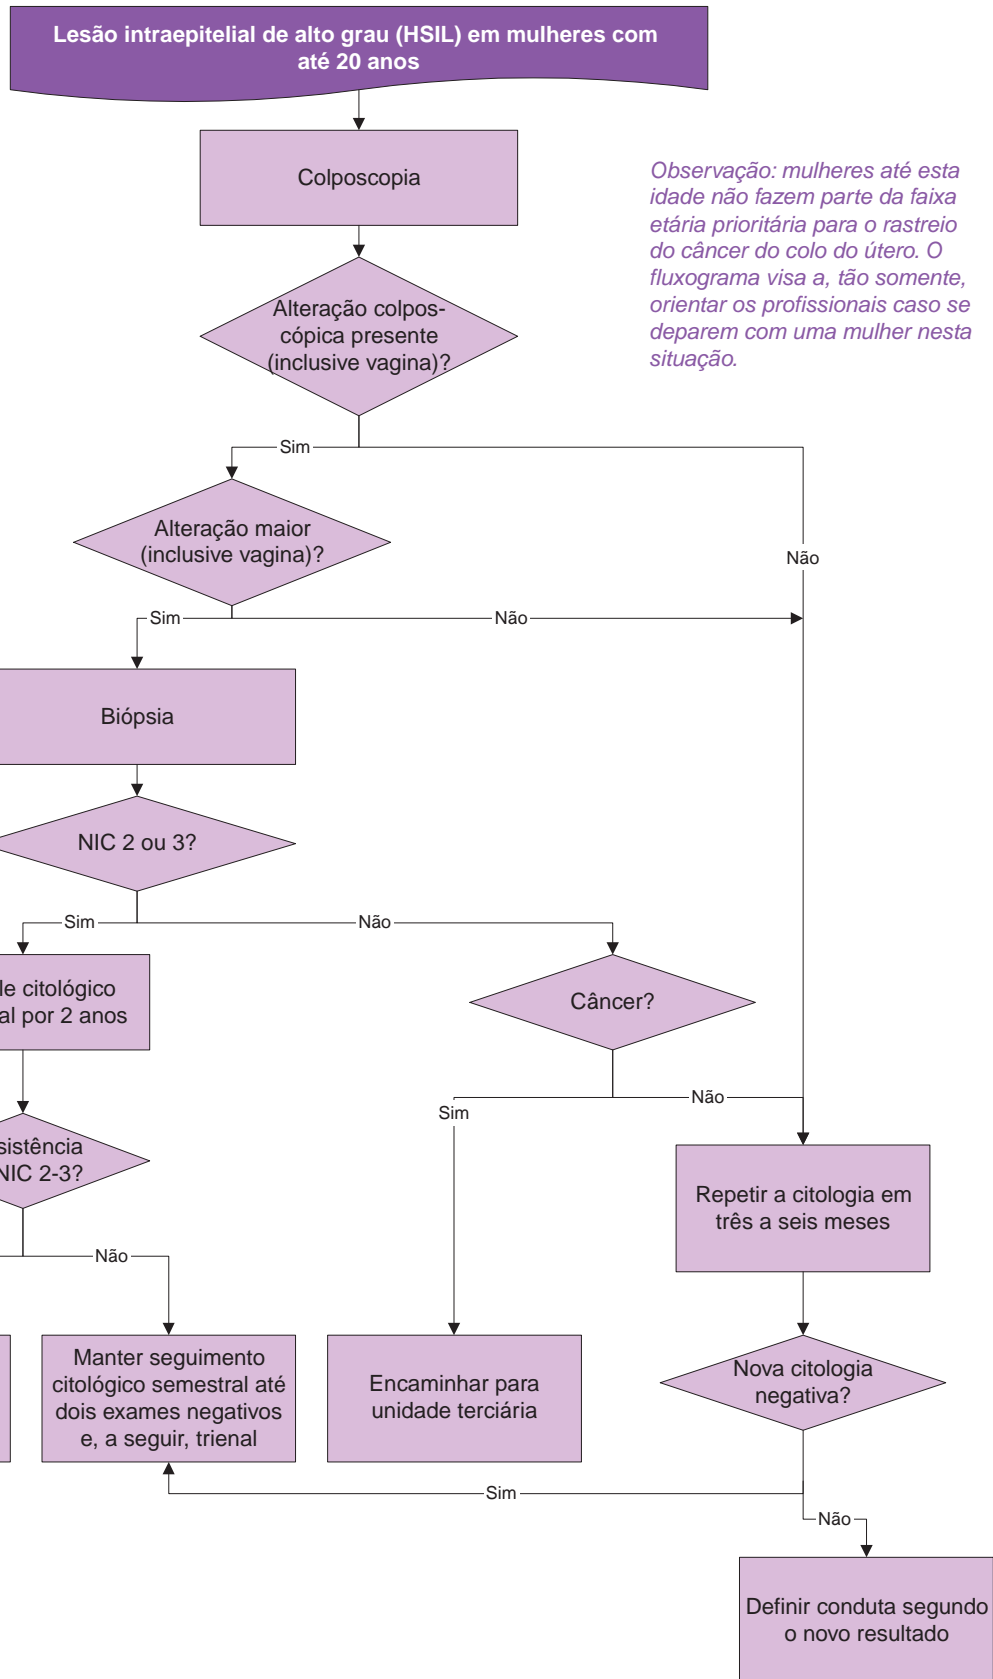 Lesão intraepitelial de alto grau (HSIL) em mulheres com
até 20 anos
Colposcopia
Observação: mulheres até esta
idade não fazem parte da faixa
etária prioritária para o rastreio
do câncer do colo do útero. O
fluxograma visa a, tão somente,
orientar os profissionais caso se
deparem com uma mulher nesta
situação.
Alteração colpos-
cópica presente
(inclusive vagina)?
Sim
Não
Alteração maior
(inclusive vagina)?
Sim
Não
Biópsia
NIC 2 ou 3?
Sim
Não
le citológico
al por 2 anos
Câncer?
Sim
Não
sistência
NIC 2-3?
Não
Repetir a citologia em
três a seis meses
Manter seguimento
citológico semestral até
dois exames negativos
e, a seguir, trienal
Encaminhar para
unidade terciária
Nova citologia
negativa?
Sim
Não
Definir conduta segundo
o novo resultado